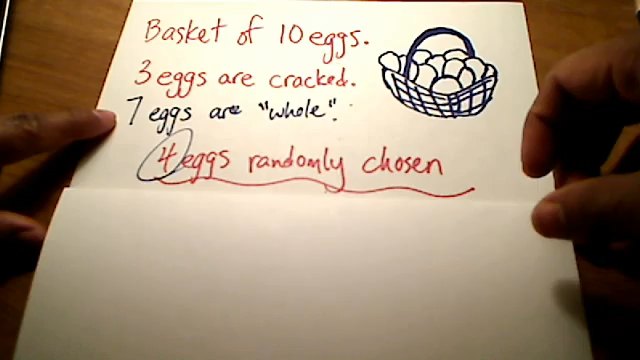 Basket of 10 eggs.
3 eggs are cracked.
7 eggs are "whole".
4 eggs randomly chosen